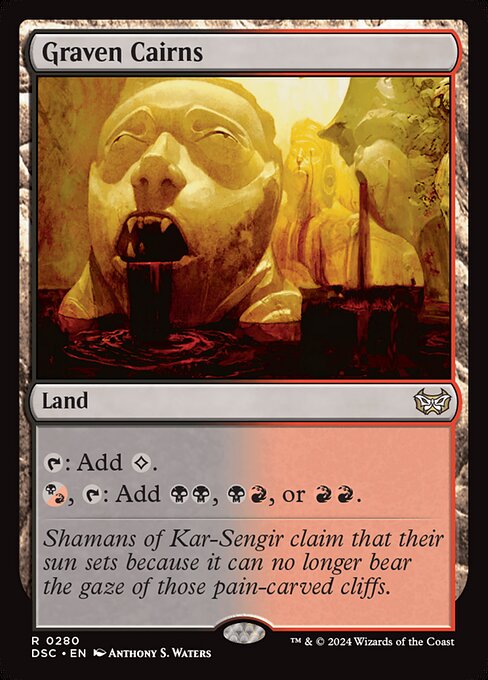 Graven Cairns
Land
: Add .
, : Add , , or .
Shamans of Kar-Sengir claim that their
sun sets because it can no longer bear
the gaze of those pain-carved cliffs.
R 0280
DSC • EN Anthony S. Waters
™ & © 2024 Wizards of the Coast